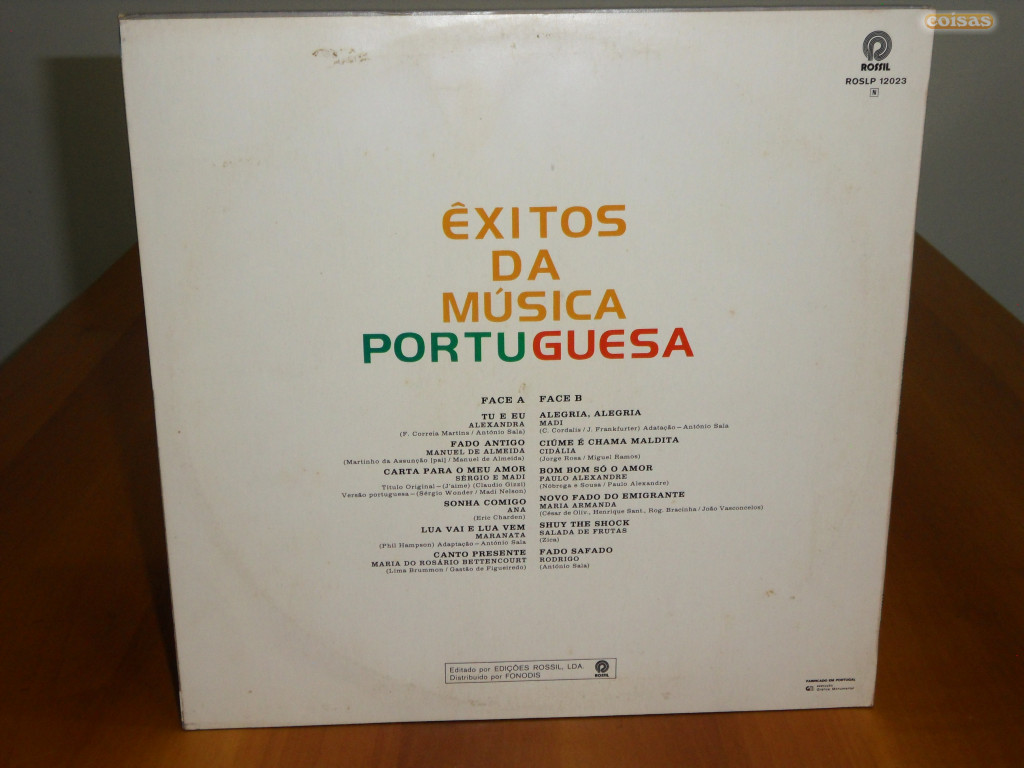 coisas
ROSSIL
ROSLP 12023
N
ÊXITOS
DA
MÚSICA
PORTUGUESA
FACE A
TU E EU
ALEXANDRA
(F. Correia Martins / António Sala)
FADO ANTIGO
MANUEL DE ALMEIDA
(Martinho da Assunção [pai] / Manuel de Almeida)
CARTA PARA O MEU AMOR
SÉRGIO E MADI
Título Original – (J'aime) (Claudio Gizzi)
Versão portuguesa – (Sérgio Wonder / Madi Nelson)
SONHA COMIGO
ANA
(Eric Charden)
LUA VAI E LUA VEM
MARANATA
(Phil Hampson) Adaptação – António Sala
CANTO PRESENTE
MARIA DO ROSÁRIO BETTENCOURT
(Lima Brummon / Gastão de Figueiredo)
FACE B
ALEGRIA, ALEGRIA
MADI
(C. Cordalis / J. Frankfurter) Adatação – António Sala
CIÚME É CHAMA MALDITA
CIDÁLIA
(Jorge Rosa / Miguel Ramos)
BOM BOM SÓ O AMOR
PAULO ALEXANDRE
(Nóbrega e Sousa / Paulo Alexandre)
NOVO FADO DO EMIGRANTE
MARIA ARMANDA
(César de Oliv., Henrique Sant., Rog. Bracinha / João Vasconcelos)
SHUY THE SHOCK
SALADA DE FRUTAS
(Zica)
FADO SAFADO
RODRIGO
(António Sala)
Editado por EDIÇÕES ROSSIL, LDA.
Distribuido por FONODIS
ROSSIL
FABRICADO EM PORTUGAL